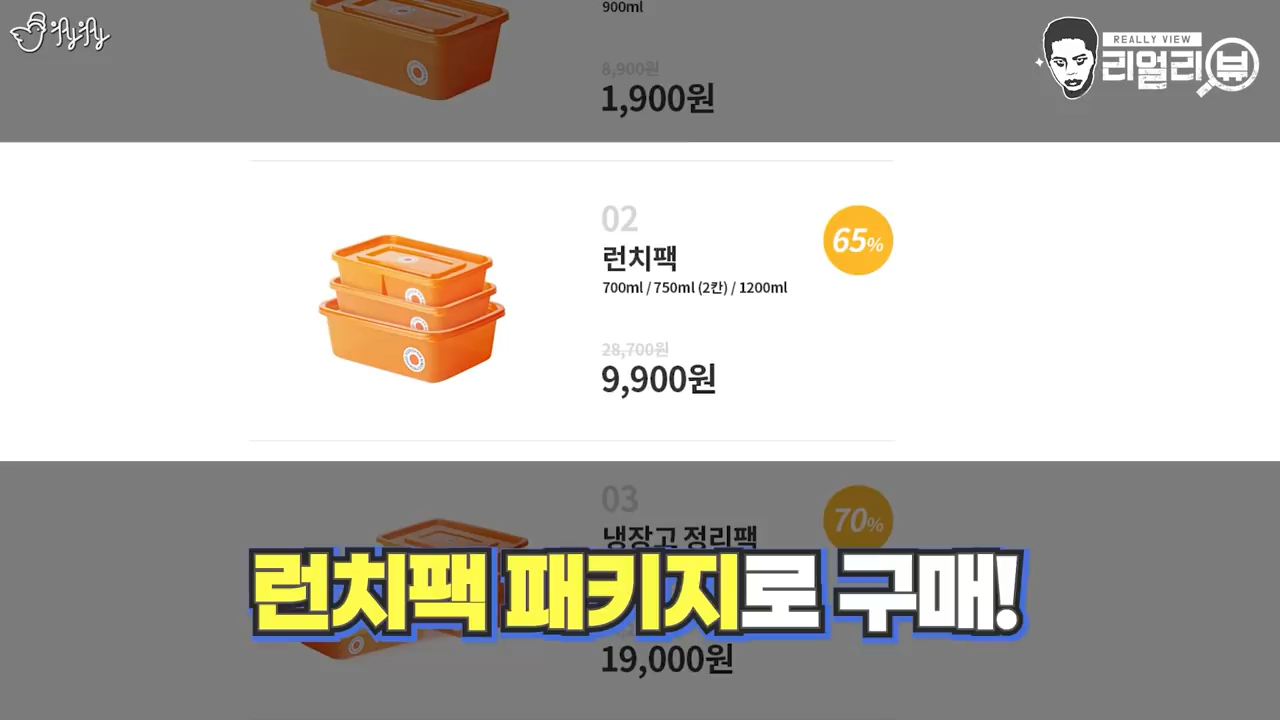 REALLY VIEW
리얼리뷰
900ml
8,900원
1,900원
02
65%
런치팩
700ml / 750ml (2칸) / 1200ml
28,700원
9,900원
03
70%
냉장고 정리팩
런치팩 패키지로 구매!
19,000원